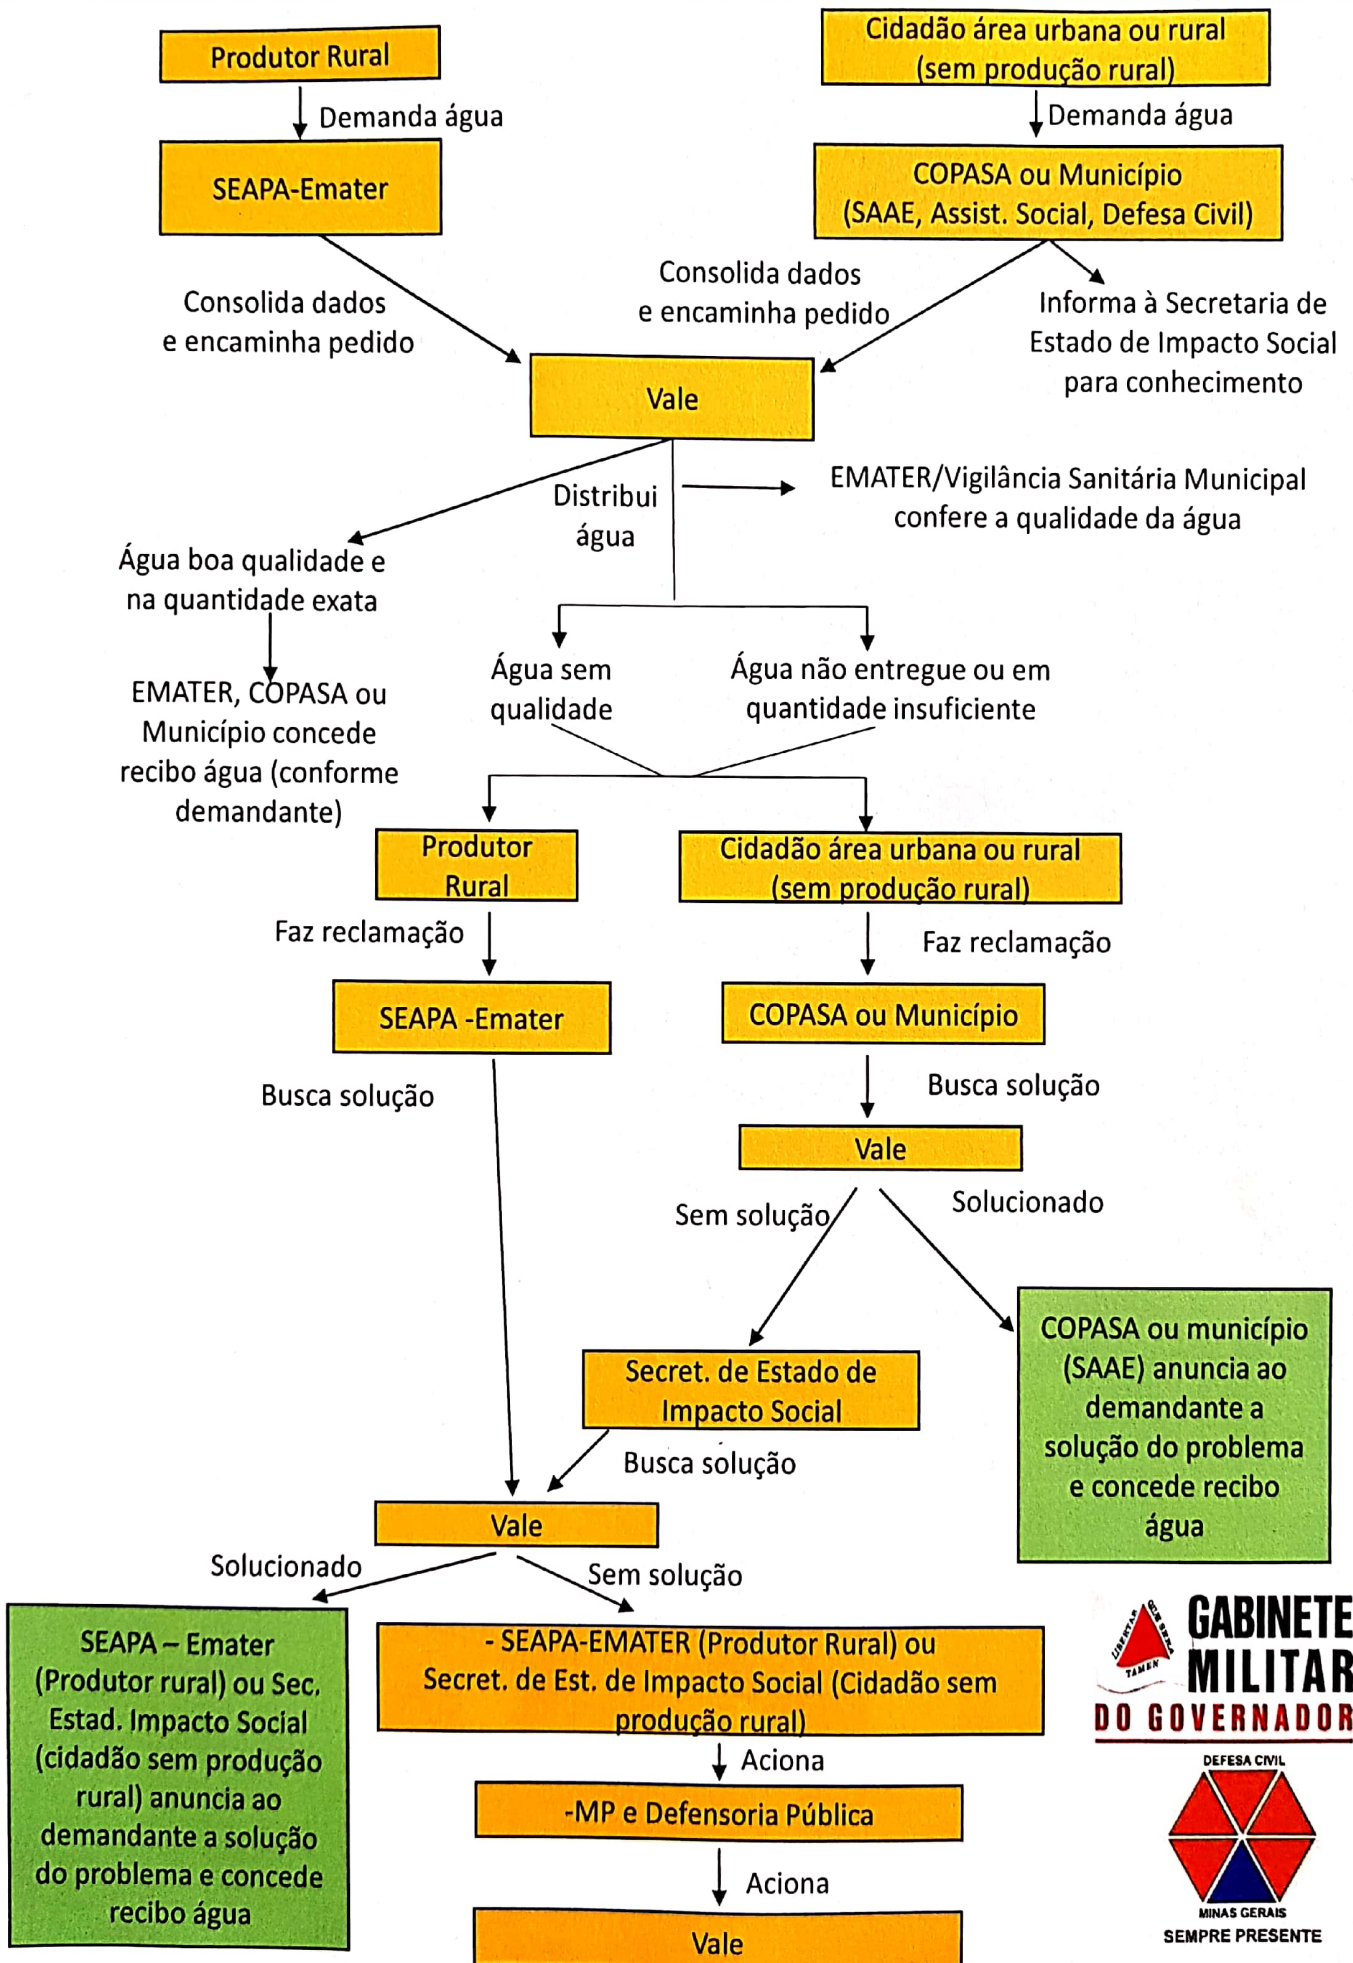 Produtor Rural
Cidadão área urbana ou rural
(sem produção rural)
Demanda água
Demanda água
SEAPA-Emater
COPASA ou Município
(SAAE, Assist. Social, Defesa Civil)
Consolida dados
e encaminha pedido
Consolida dados
e encaminha pedido
Informa à Secretaria de
Estado de Impacto Social
para conhecimento
Vale
Distribui
água
EMATER/Vigilância Sanitária Municipal
confere a qualidade da água
Água boa qualidade e
na quantidade exata
EMATER, COPASA ou
Município concede
recibo água (conforme
demandante)
Água sem
qualidade
Água não entregue ou em
quantidade insuficiente
Produtor
Rural
Cidadão área urbana ou rural
(sem produção rural)
Faz reclamação
Faz reclamação
SEAPA -Emater
COPASA ou Município
Busca solução
Busca solução
Vale
Sem solução
Solucionado
Secret. de Estado de
Impacto Social
COPASA ou município
(SAAE) anuncia ao
demandante a
solução do problema
e concede recibo
água
Busca solução
Vale
Solucionado
Sem solução
SEAPA – Emater
(Produtor rural) ou Sec.
Estad. Impacto Social
(cidadão sem produção
rural) anuncia ao
demandante a solução
do problema e concede
recibo água
- SEAPA-EMATER (Produtor Rural) ou
Secret. de Est. de Impacto Social (Cidadão sem
produção rural)
Aciona
-MP e Defensoria Pública
Aciona
Vale
LIBERTAS
QUE SERA
TAMEN
GABINETE
MILITAR
DO GOVERNADOR
DEFESA CIVIL
MINAS GERAIS
SEMPRE PRESENTE